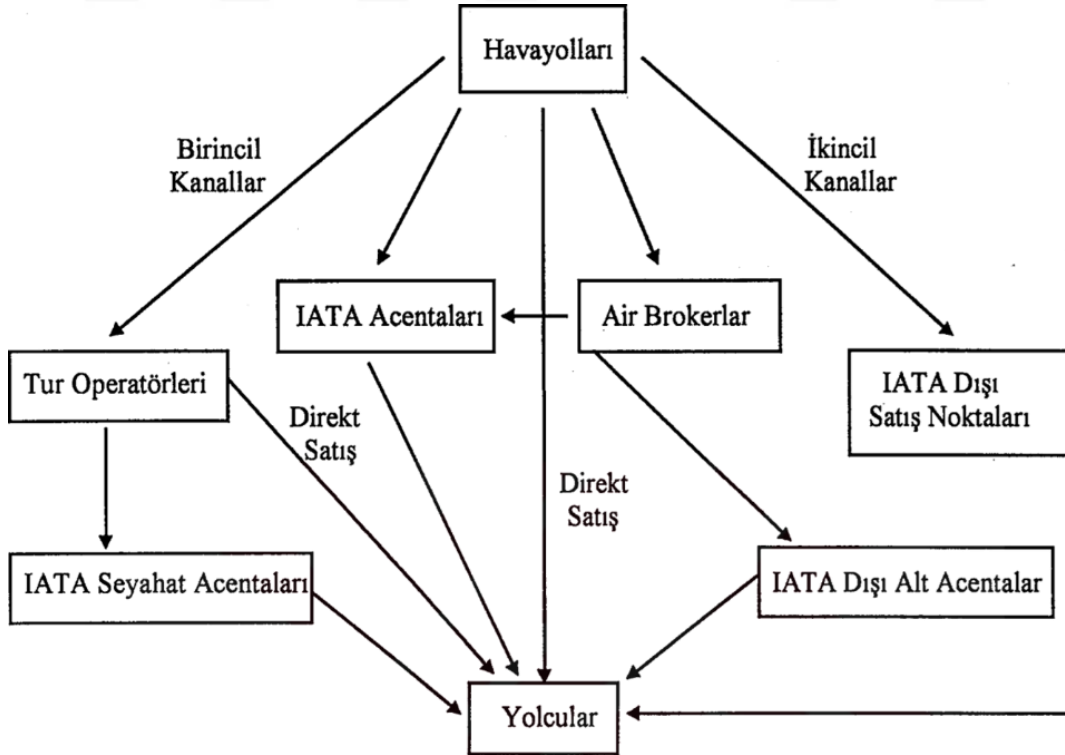 Havayolları
Birincil
Kanallar
İkincil
Kanallar
IATA Acentaları
Air Brokerlar
Tur Operatörleri
IATA Dışı
Satış Noktaları
Direkt
Satış
Direkt
Satış
IATA Seyahat Acentaları
IATA Dışı Alt Acentalar
Yolcular